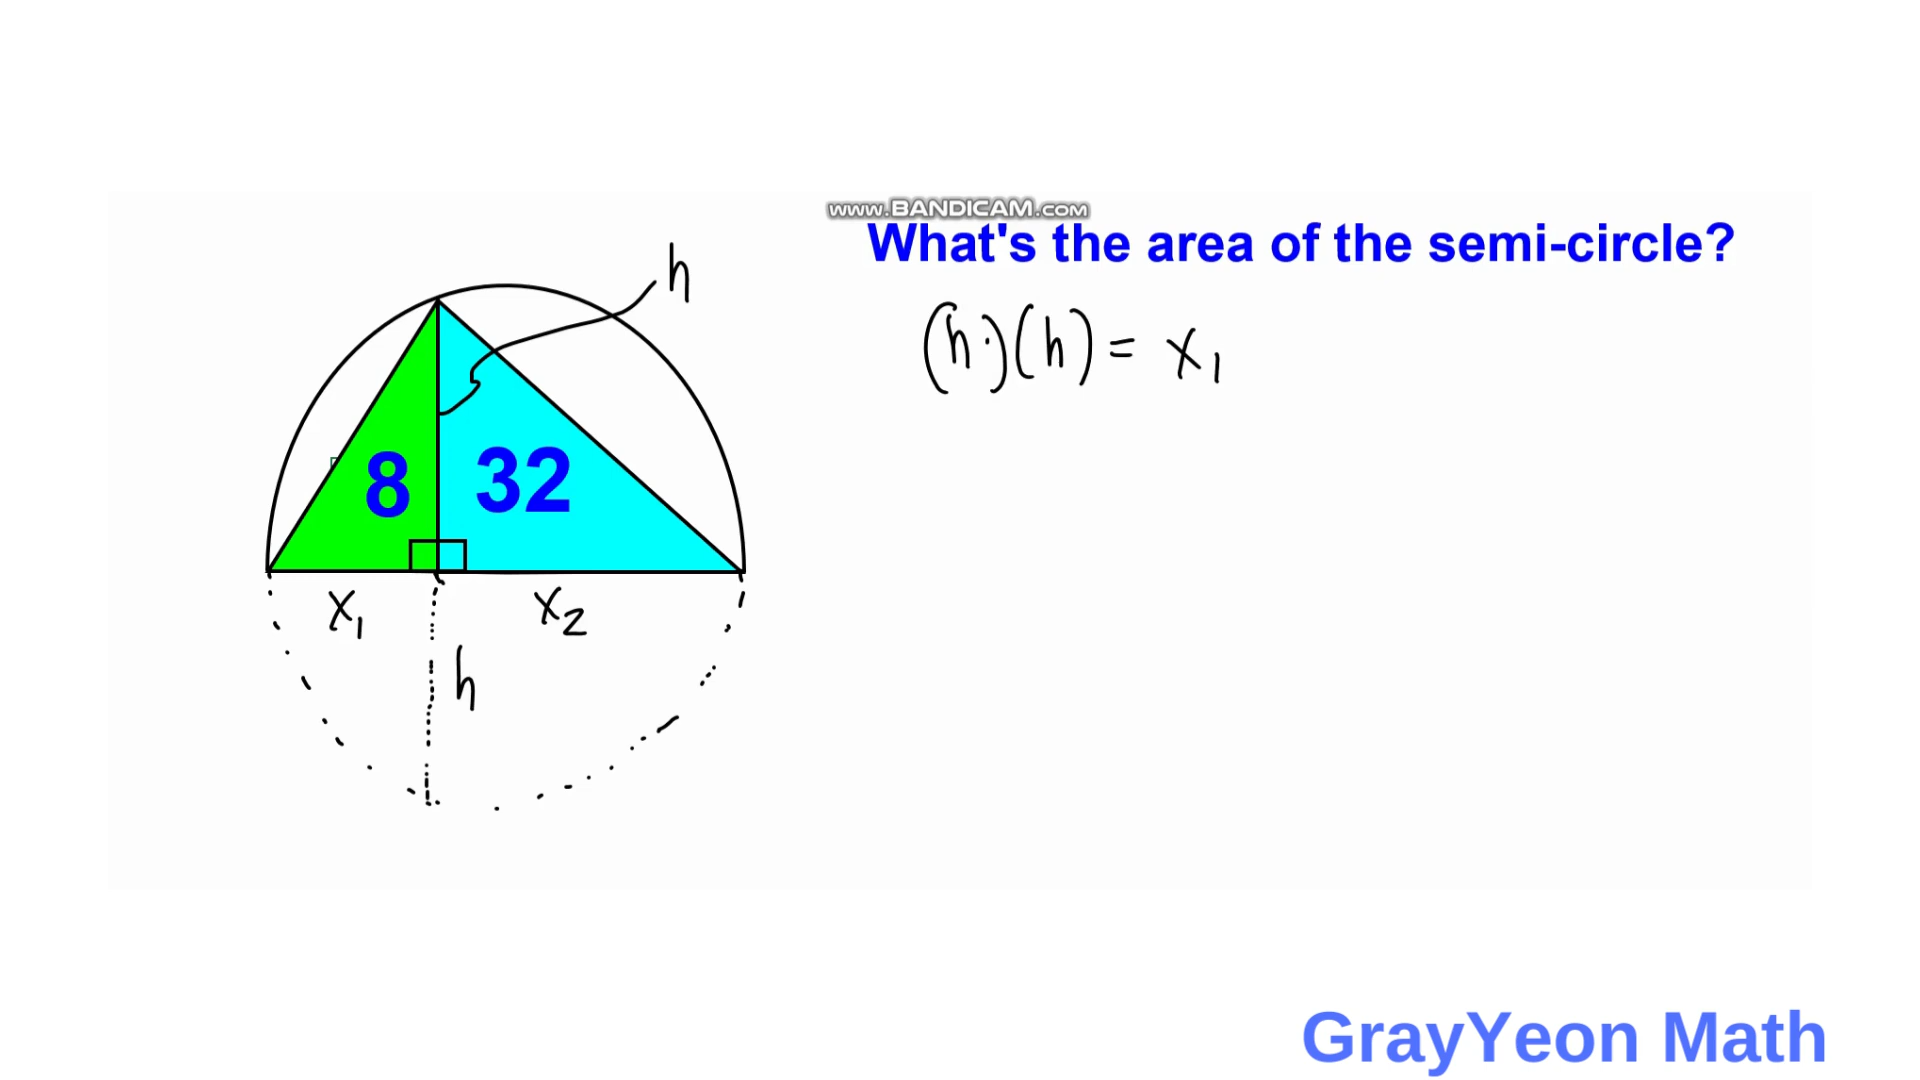 www.BANDICAM.com
What's the area of the semi-circle?
h
(h·)(h) = x₁
8
32
x₁
x₂
h
GrayYeon Math